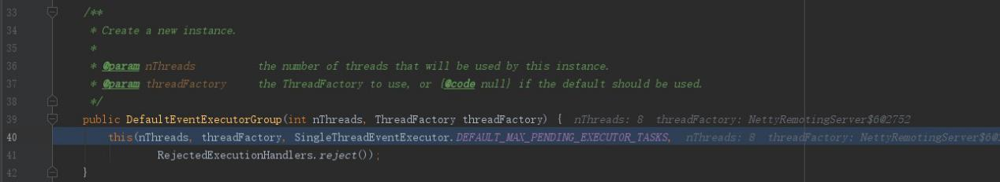 33 /**
34 * Create a new instance.
35 *
36 * @param nThreads the number of threads that will be used by this instance.
37 * @param threadFactory the ThreadFactory to use, or {@code null} if the default should be used.
38 */
39 public DefaultEventExecutorGroup(int nThreads, ThreadFactory threadFactory) { nThreads: 8 threadFactory: NettyRemotingServer$6@2752
40 this(nThreads, threadFactory, SingleThreadEventExecutor.DEFAULT_MAX_PENDING_EXECUTOR_TASKS, nThreads: 8 threadFactory: NettyRemotingServer$6@
41 RejectedExecutionHandlers.reject());
42 }